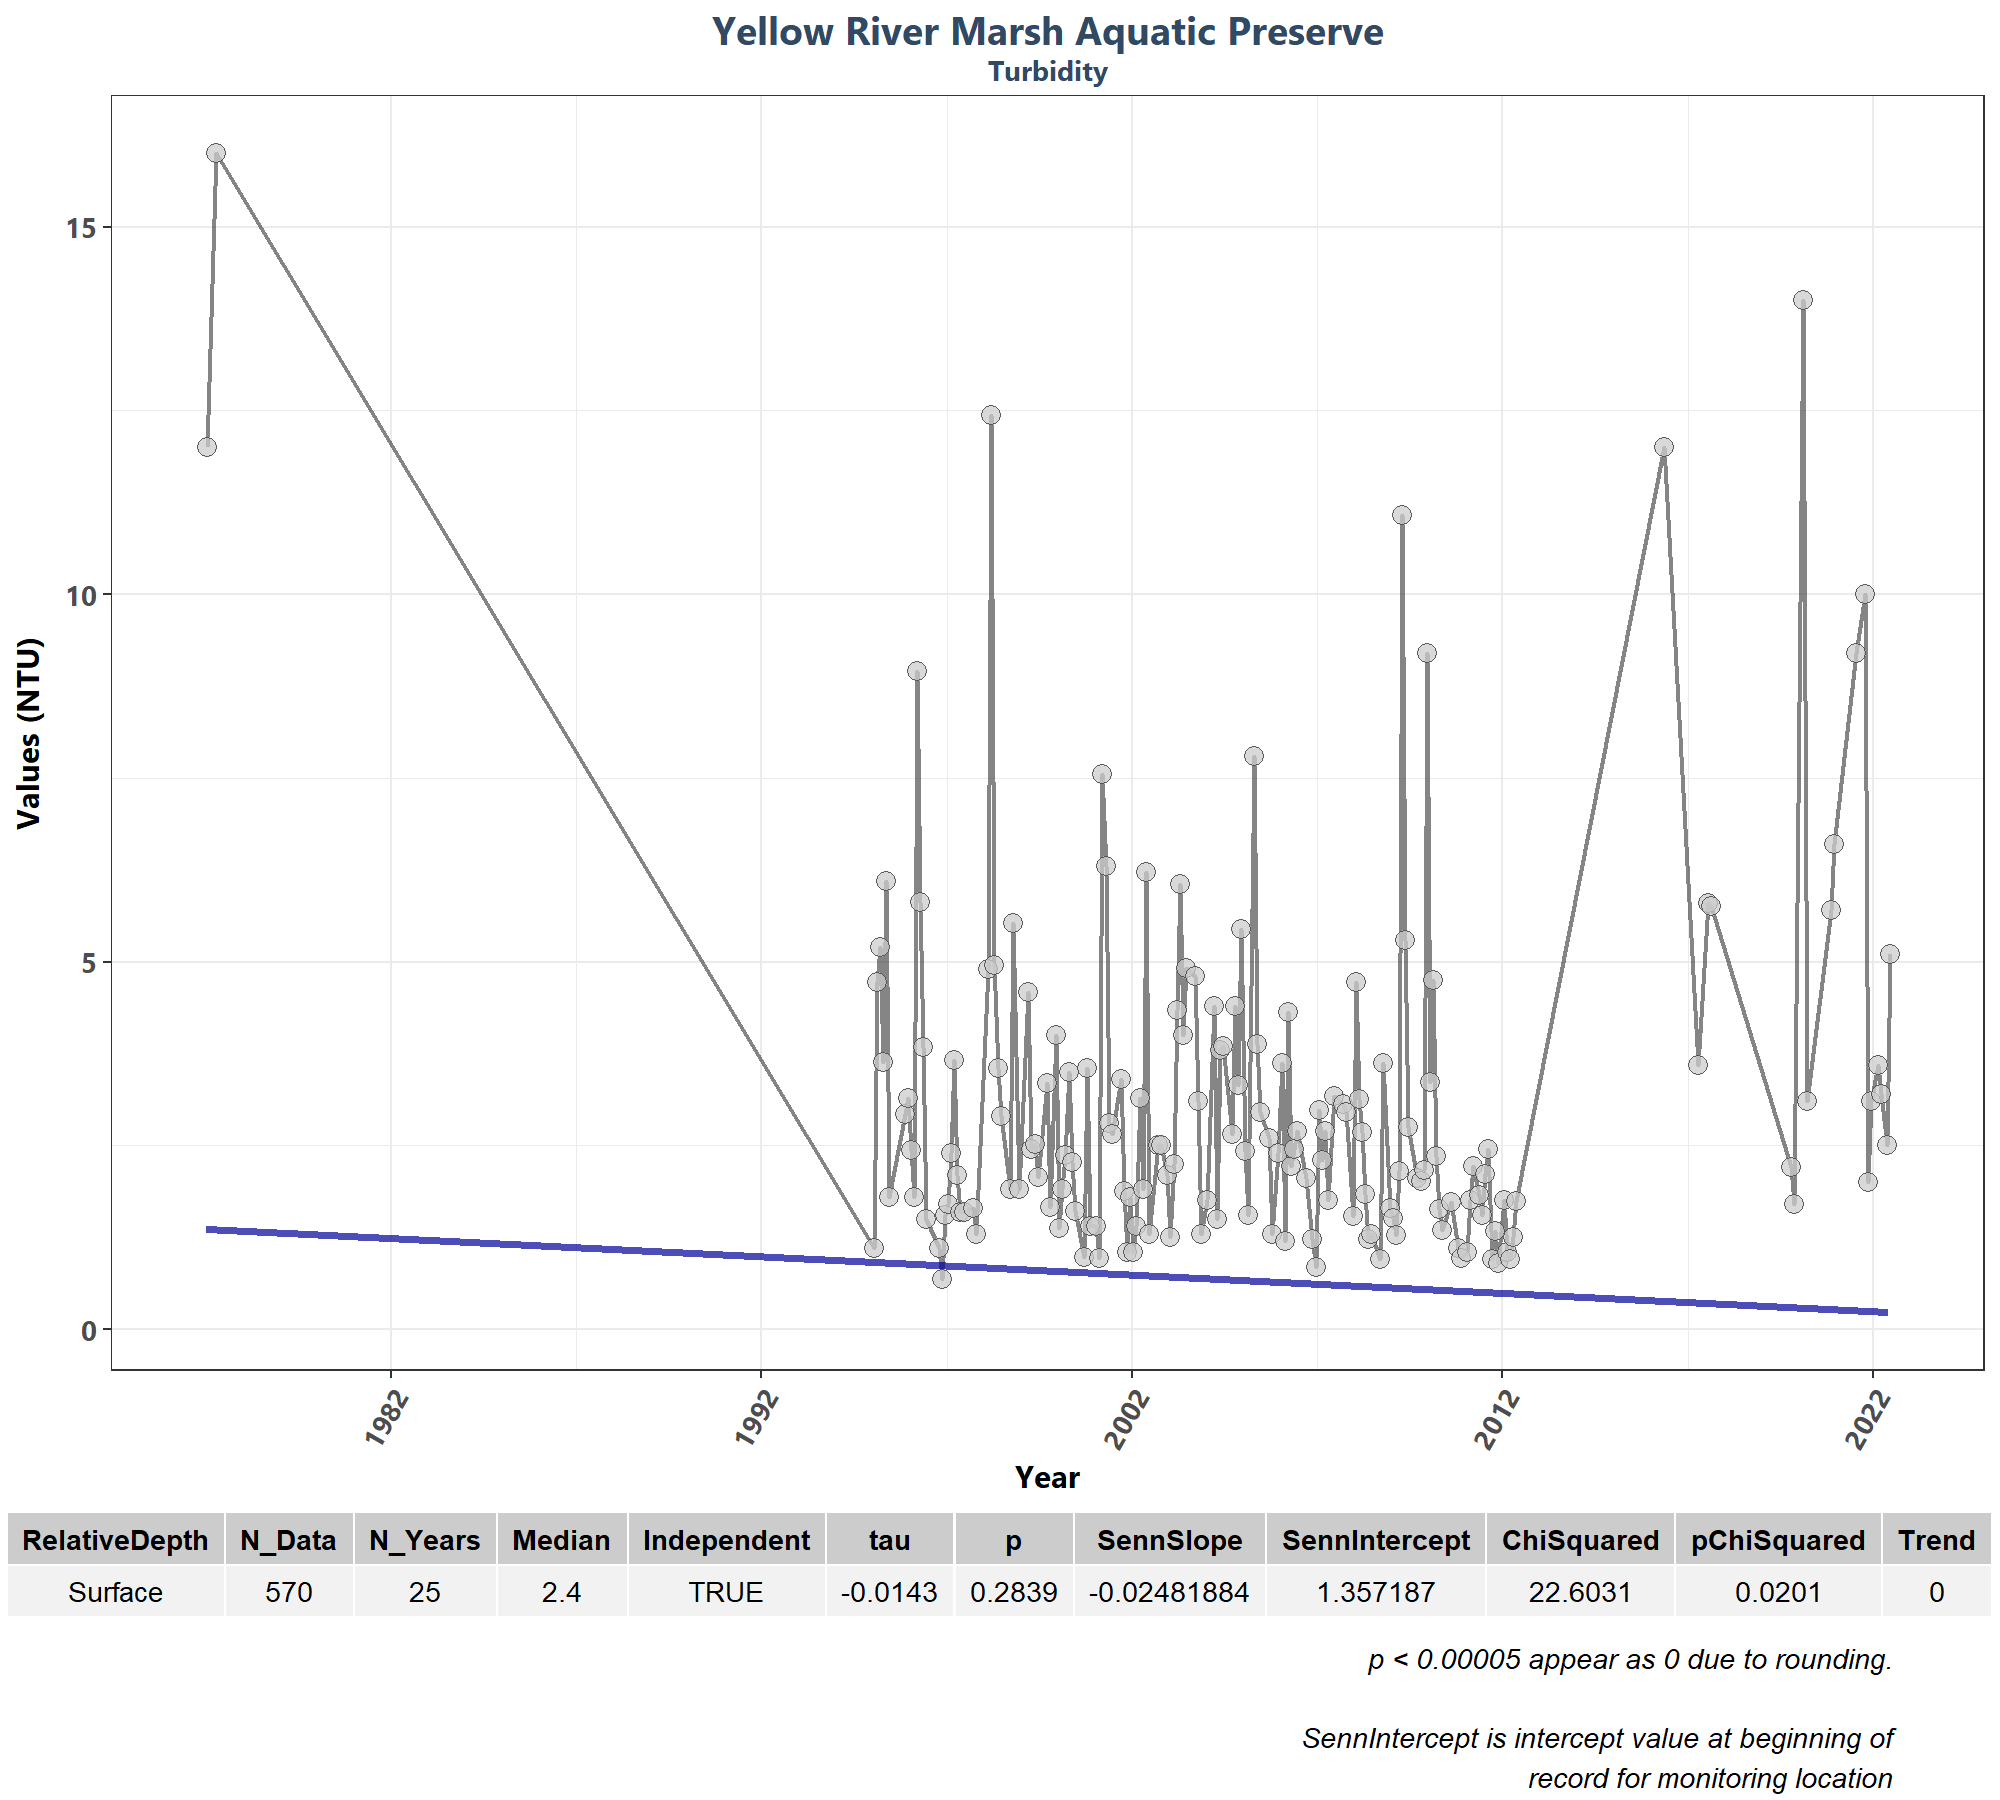 Yellow River Marsh Aquatic Preserve
Turbidity
15
10
5
0
Values (NTU)
1982
1992
2002
2012
2022
Year
RelativeDepth N_Data N_Years Median Independent tau p SennSlope SennIntercept ChiSquared pChiSquared Trend
Surface 570 25 2.4 TRUE -0.0143 0.2839 -0.02481884 1.357187 22.6031 0.0201 0
p < 0.00005 appear as 0 due to rounding.
SennIntercept is intercept value at beginning of
record for monitoring location